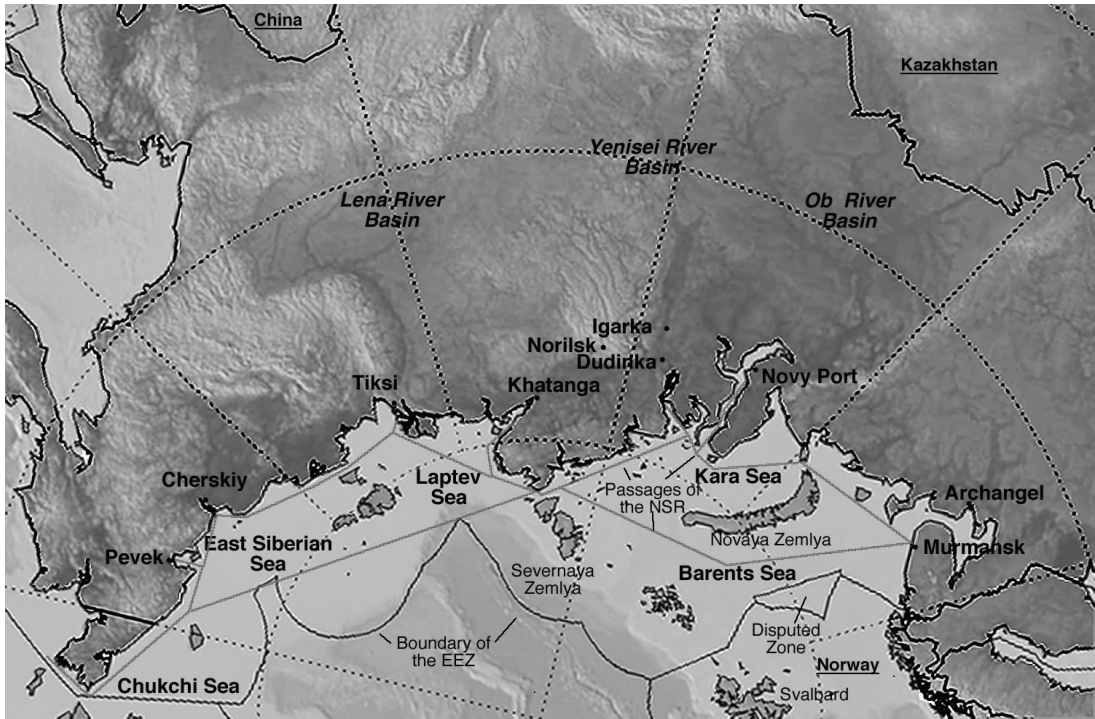 China
Kazakhstan
Yenisei River
Basin
Lena River
Basin
Ob River
Basin
Igarka
Norilsk
Dudinka
Novy Port
Tiksi
Khatanga
Cherskiy
Laptev
Sea
Kara Sea
Passages of
the NSR
Archangel
Novaya Zemlya
Murmansk
Pevek
East Siberian
Sea
Severnaya
Zemlya
Barents Sea
Boundary of
the EEZ
Disputed
Zone
Norway
Chukchi Sea
Svalbard